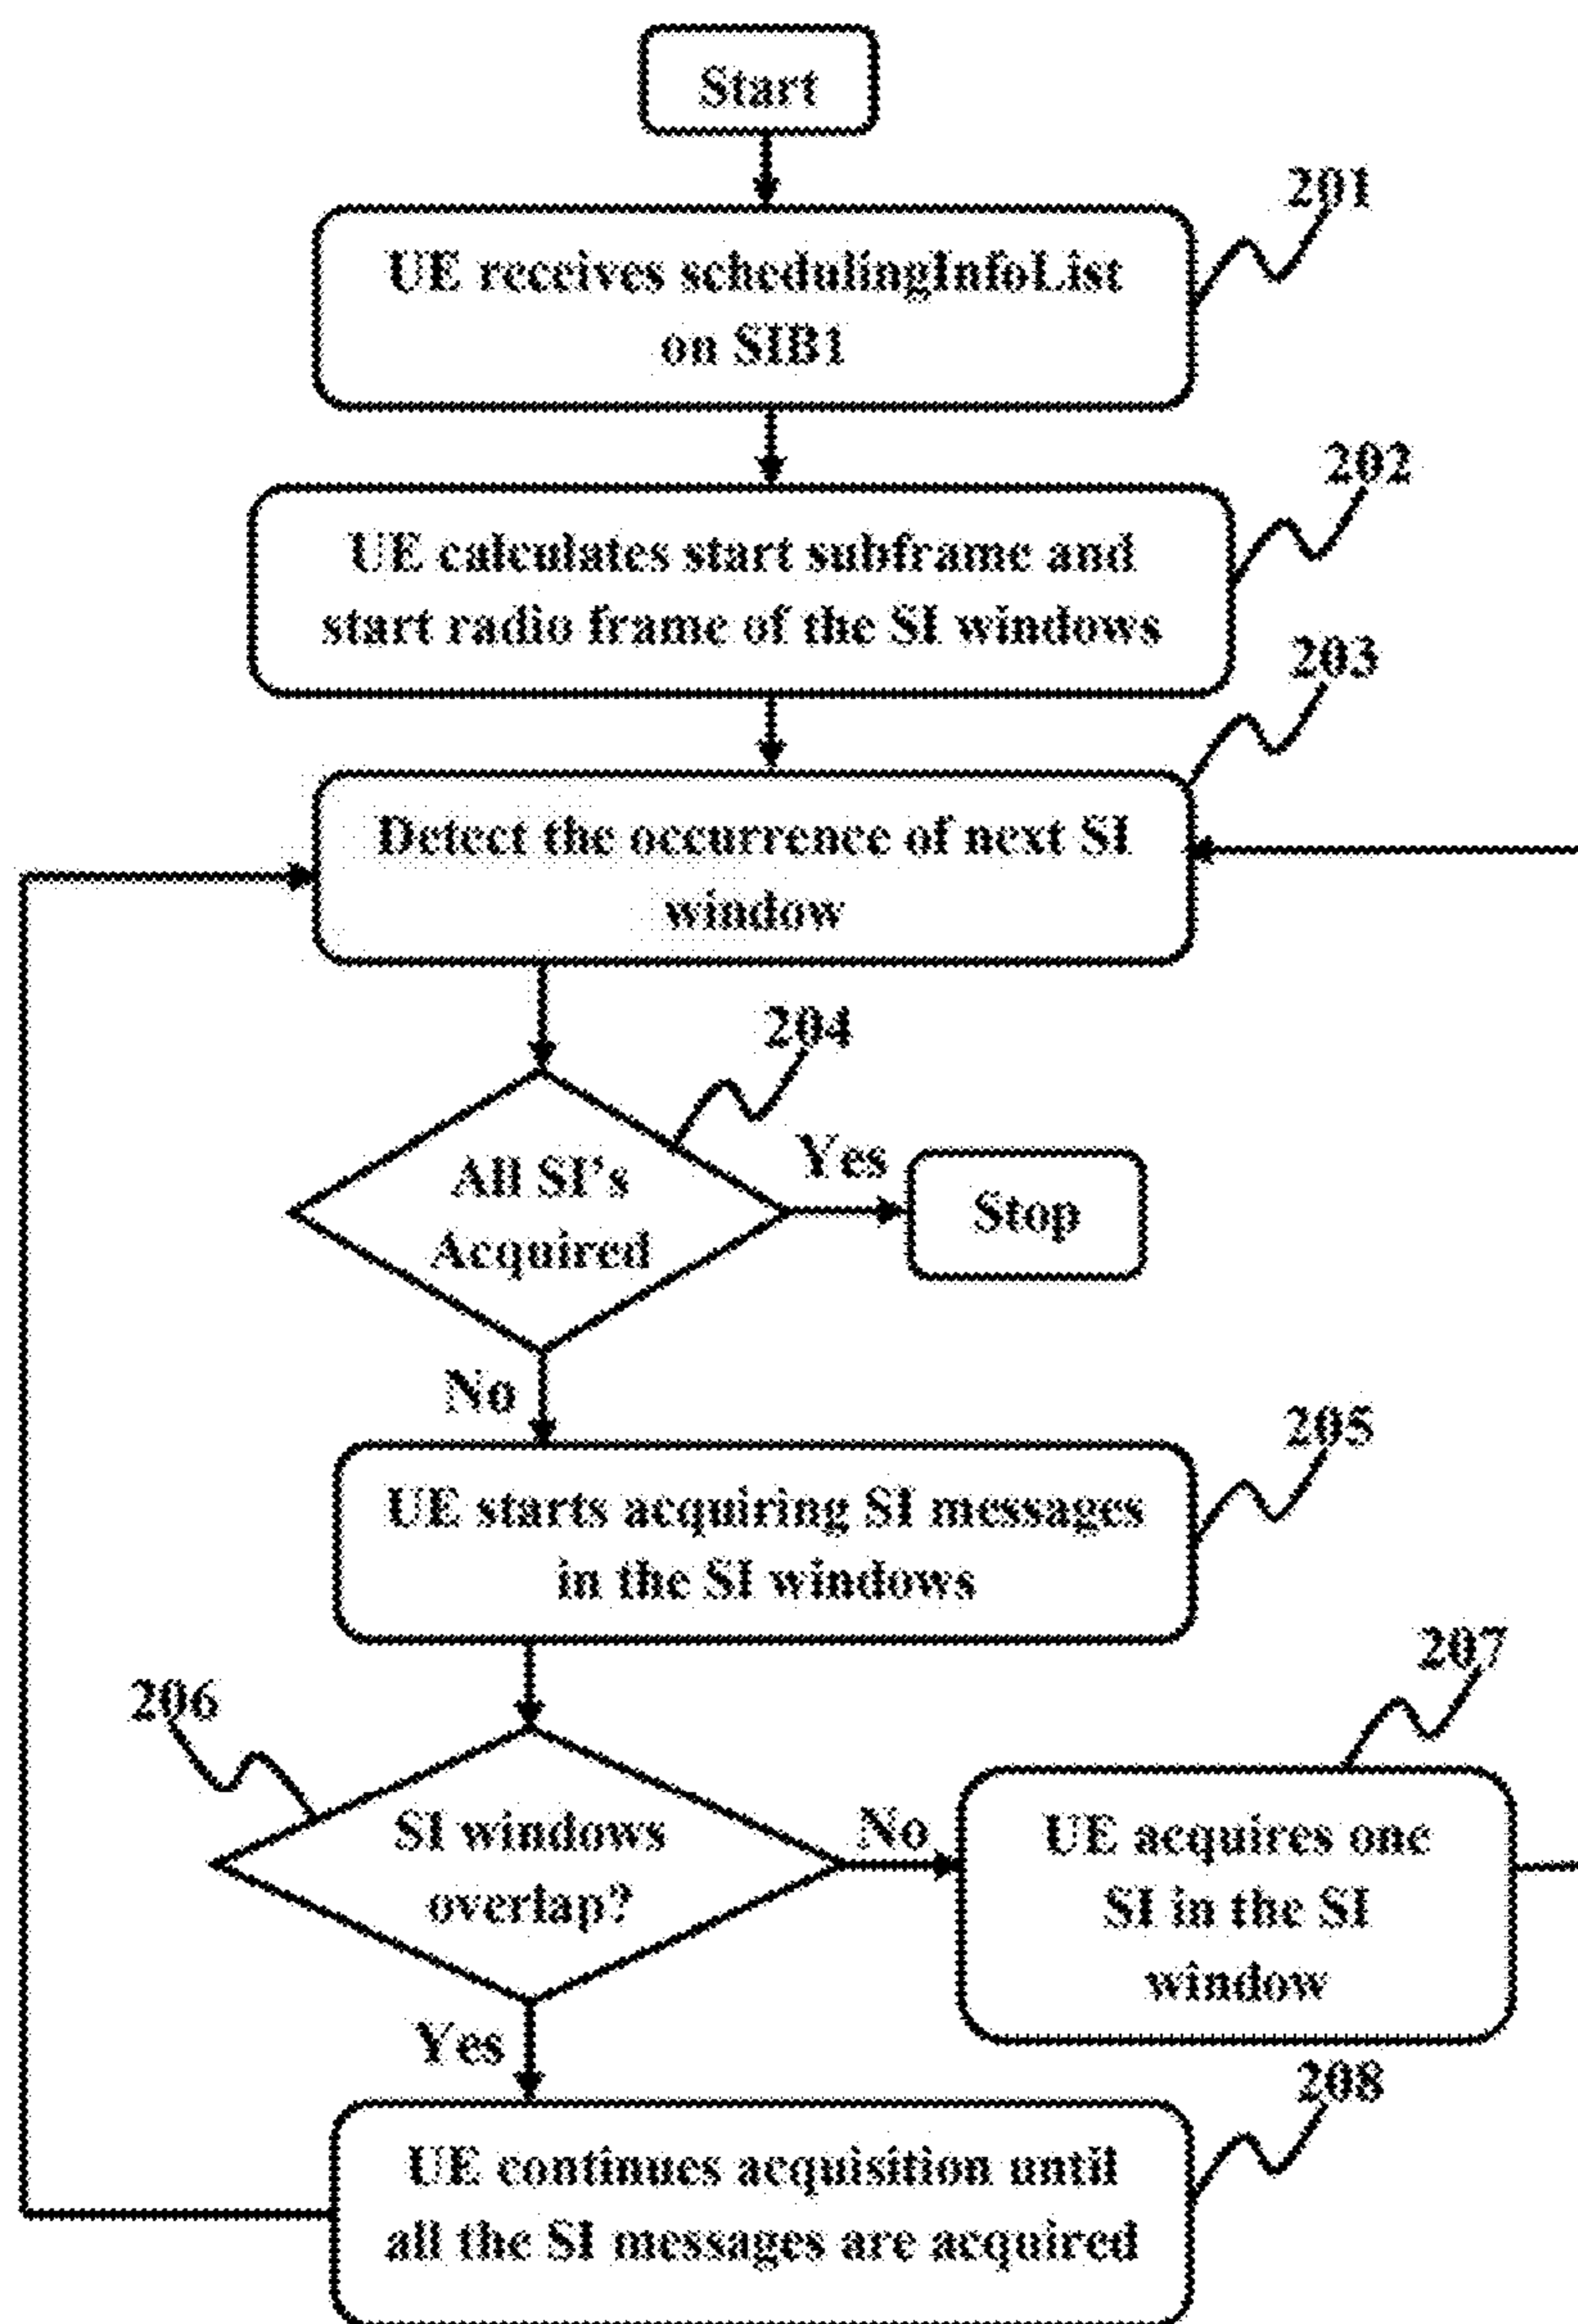 Start
201
UE receives schedulingInfoList
on SIB1
202
UE calculates start subframe and
start radio frame of the SI windows
203
Detect the occurrence of next SI
window
204
All SI's
Acquired
Yes
Stop
No
205
UE starts acquiring SI messages
in the SI windows
206
SI windows
overlap?
No
207
UE acquires one
SI in the SI
window
Yes
208
UE continues acquisition until
all the SI messages are acquired